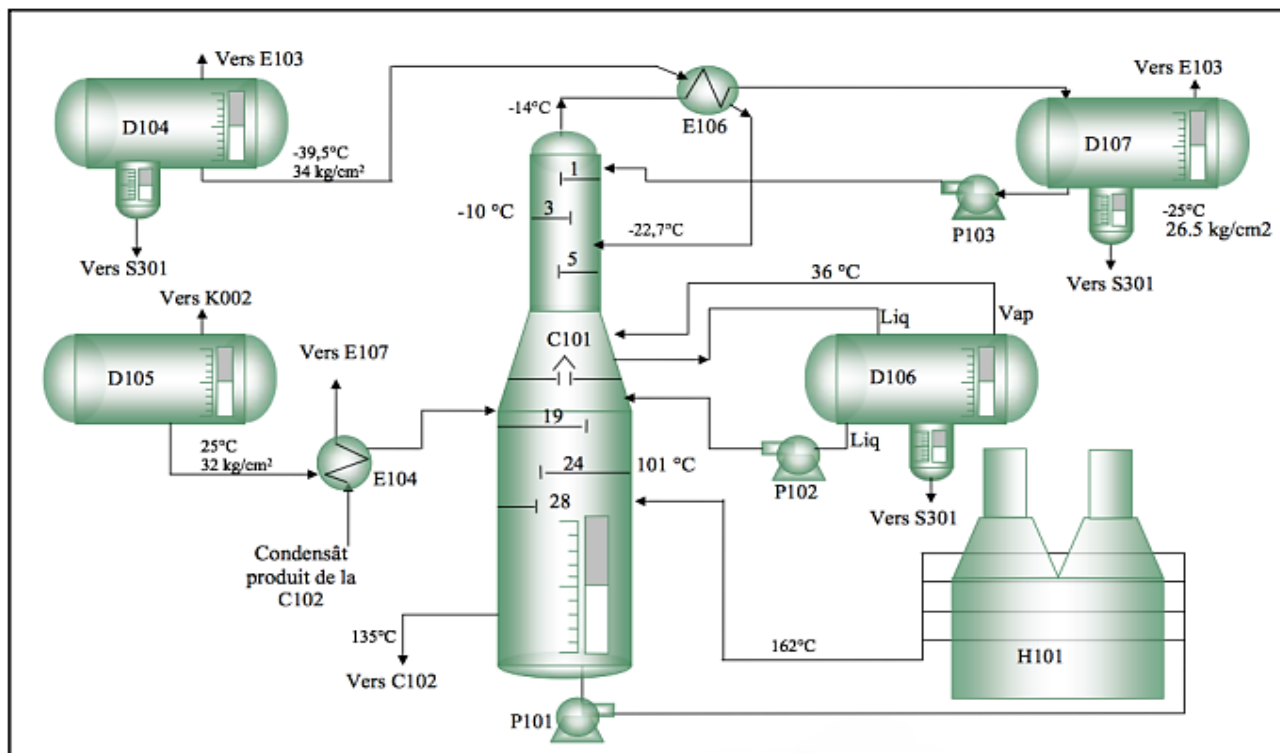 Vers E103
D104
-39,5°C
34 kg/cm²
Vers S301
-14°C
E106
Vers E103
D107
P103
-25°C
26.5 kg/cm2
Vers S301
1
-10 °C
3
-22,7°C
5
36 °C
Vers K002
D105
25°C
32 kg/cm²
Vers E107
E104
Condensât
produit de la
C102
C101
Liq
Vap
D106
Liq
P102
Vers S301
19
24
101 °C
28
135°C
Vers C102
162°C
H101
P101